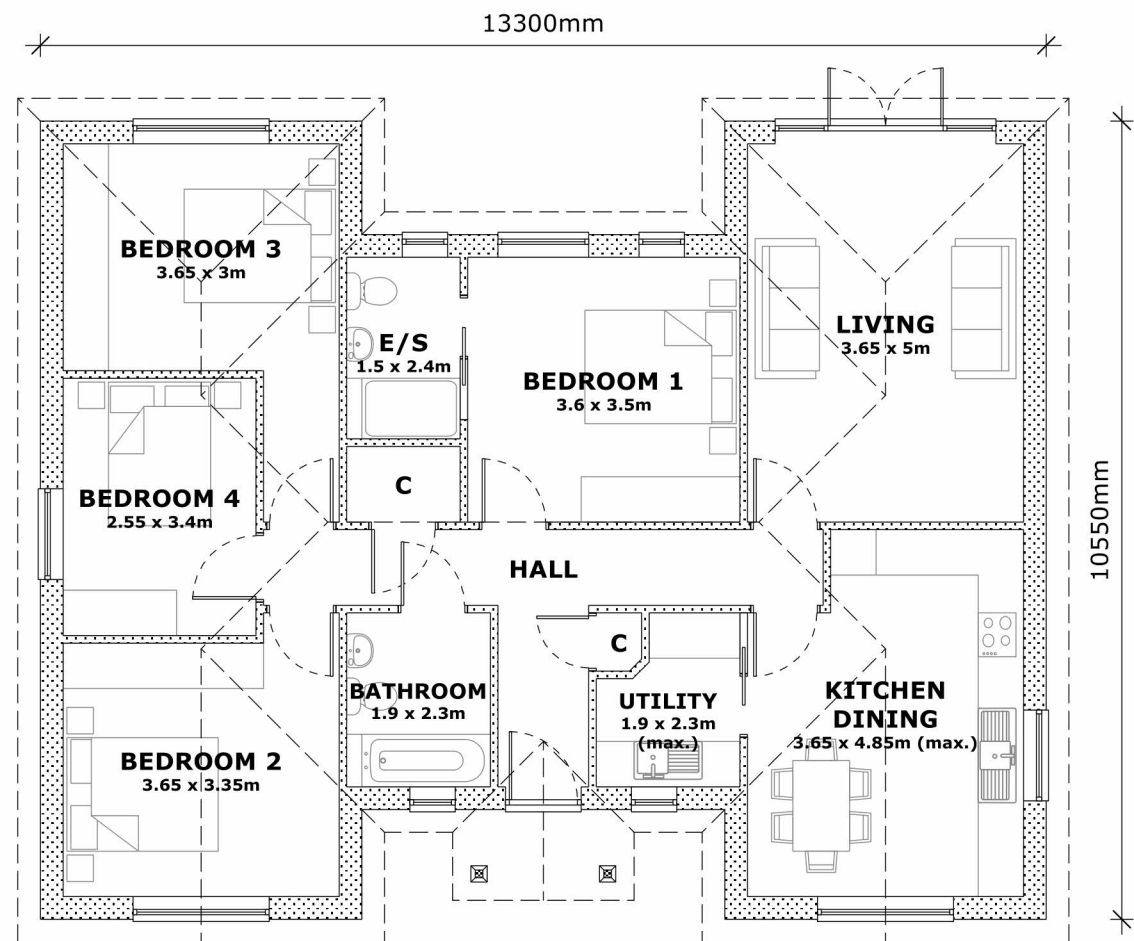 13300mm
BEDROOM 3
3.65 x 3m
E/S
1.5 x 2.4m
BEDROOM 1
3.6 x 3.5m
LIVING
3.65 x 5m
BEDROOM 4
2.55 x 3.4m
C
HALL
10550mm
C
BATHROOM
1.9 x 2.3m
UTILITY
1.9 x 2.3m
(max.)
KITCHEN
DINING
3.65 x 4.85m (max.)
BEDROOM 2
3.65 x 3.35m